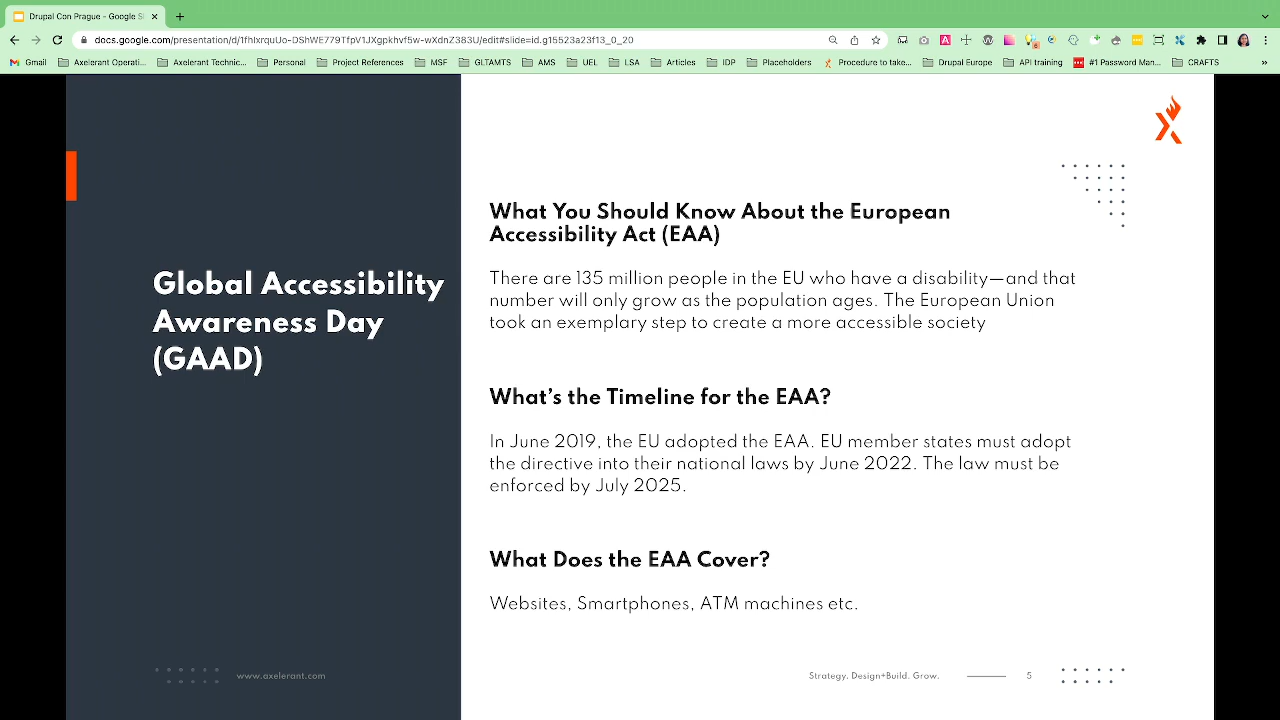 Drupal Con Prague - Google Sl
docs.google.com/presentation/d/1fhIxrquUo-DShWE779TfpV1JXgpkhvf5w-wXdnZ383U/edit#slide=id.g15523a23f13_0_20
Gmail Axelerant Operati... Axelerant Technic... Personal Project References MSF GLTAMTS AMS UEL LSA Articles IDP Placeholders Procedure to take... Drupal Europe API training #1 Password Man... CRAFTS
Global Accessibility
Awareness Day
(GAAD)
www.axelerant.com
What You Should Know About the European
Accessibility Act (EAA)
There are 135 million people in the EU who have a disability—and that
number will only grow as the population ages. The European Union
took an exemplary step to create a more accessible society
What's the Timeline for the EAA?
In June 2019, the EU adopted the EAA. EU member states must adopt
the directive into their national laws by June 2022. The law must be
enforced by July 2025.
What Does the EAA Cover?
Websites, Smartphones, ATM machines etc.
Strategy. Design+Build. Grow. 5